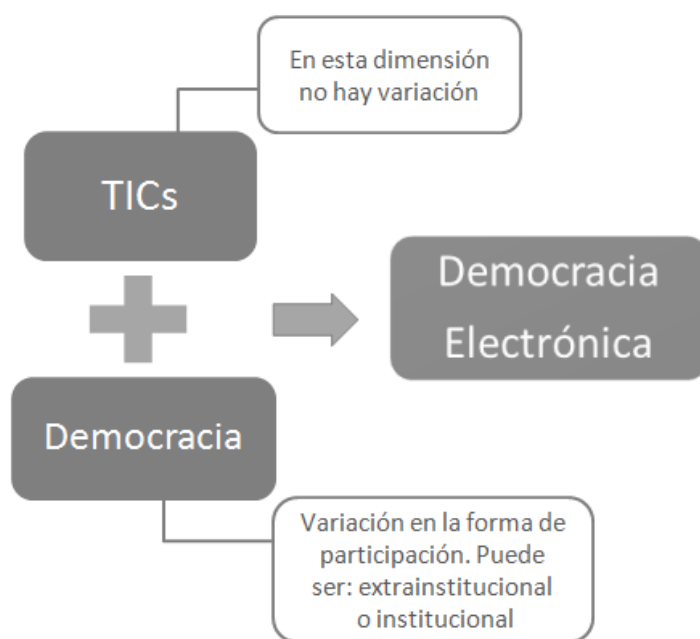 En esta dimensión
no hay variación
TICs
Democracia
Electrónica
Democracia
Variación en la forma de
participación. Puede
ser: extrainstitucional
o institucional